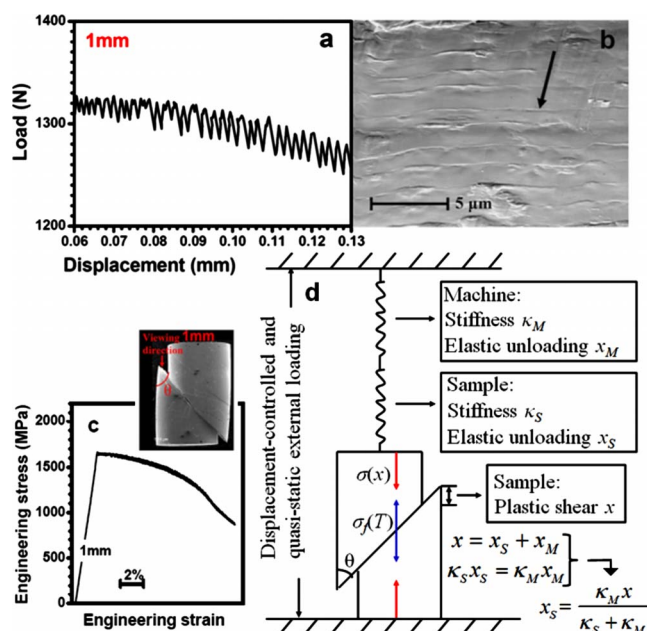 1400
1mm
a
1300
Load (N)
1200
0.06 0.07 0.08 0.09 0.10 0.11 0.12 0.13
Displacement (mm)
b
5 μm
c
Viewing 1mm
direction
θ
2000
1500
1000
500
0
Engineering stress (MPa)
1mm
2%
Engineering strain
d
Displacement-controlled and
quasi-static external loading
Machine:
Stiffness κ_M
Elastic unloading x_M
Sample:
Stiffness κ_S
Elastic unloading x_S
σ(x)
σ_f(T)
θ
Sample:
Plastic shear x
x = x_S + x_M
κ_S x_S = κ_M x_M
x_S = κ_M x / (κ_S + κ_M)